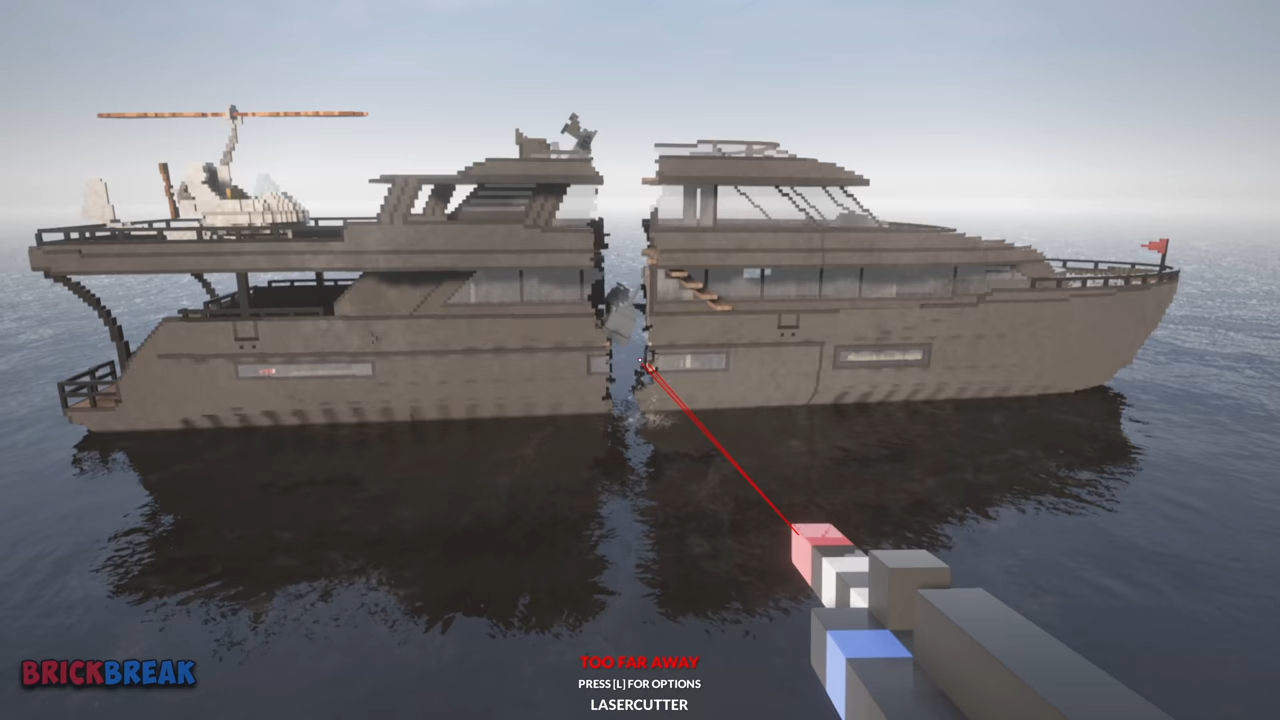 BRICKBREAK
TOO FAR AWAY
PRESS [L] FOR OPTIONS
LASERCUTTER